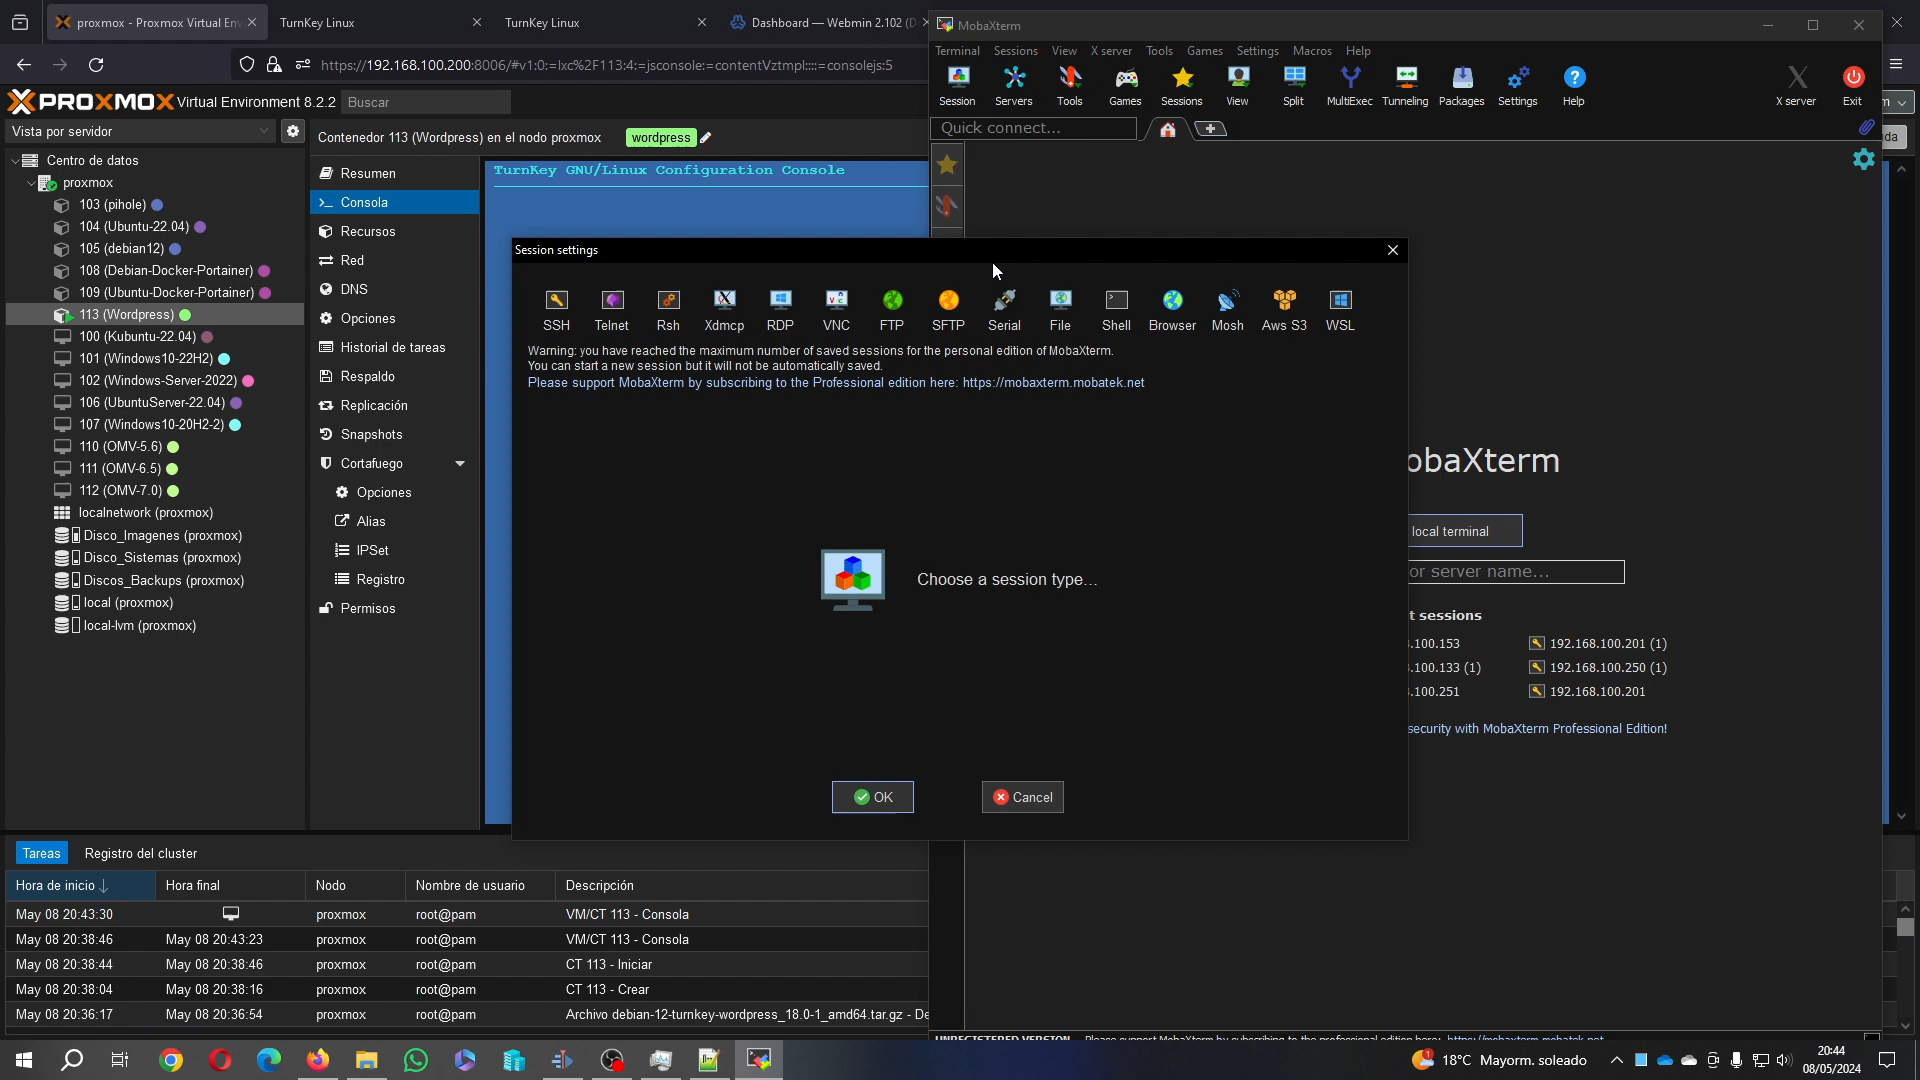 proxmox - Proxmox Virtual En
TurnKey Linux
TurnKey Linux
Dashboard — Webmin 2.102 (D
https://192.168.100.200:8006/#v1:0:=lxc%2F113:4:=jsconsole:=contentVztmpl::::=consolejs:5
PROXMOX Virtual Environment 8.2.2
Buscar
Vista por servidor
Centro de datos
proxmox
103 (pihole)
104 (Ubuntu-22.04)
105 (debian12)
108 (Debian-Docker-Portainer)
109 (Ubuntu-Docker-Portainer)
113 (Wordpress)
100 (Kubuntu-22.04)
101 (Windows10-22H2)
102 (Windows-Server-2022)
106 (UbuntuServer-22.04)
107 (Windows10-20H2-2)
110 (OMV-5.6)
111 (OMV-6.5)
112 (OMV-7.0)
localnetwork (proxmox)
Disco_Imagenes (proxmox)
Disco_Sistemas (proxmox)
Discos_Backups (proxmox)
local (proxmox)
local-lvm (proxmox)
Contenedor 113 (Wordpress) en el nodo proxmox
wordpress
Resumen
Consola
Recursos
Red
DNS
Opciones
Historial de tareas
Respaldo
Replicación
Snapshots
Cortafuego
Opciones
Alias
IPSet
Registro
Permisos
TurnKey GNU/Linux Configuration Console
MobaXterm
Terminal Sessions View X server Tools Games Settings Macros Help
Session Servers Tools Games Sessions View Split MultiExec Tunneling Packages Settings Help
X server Exit
Quick connect...
m
da
Session settings
SSH Telnet Rsh Xdmcp RDP VNC FTP SFTP Serial File Shell Browser Mosh Aws S3 WSL
Warning: you have reached the maximum number of saved sessions for the personal edition of MobaXterm.
You can start a new session but it will not be automatically saved.
Please support MobaXterm by subscribing to the Professional edition here: https://mobaxterm.mobatek.net
Choose a session type...
OK
Cancel
obaXterm
local terminal
or server name...
t sessions
.100.153
192.168.100.201 (1)
.100.133 (1)
192.168.100.250 (1)
.100.251
192.168.100.201
security with MobaXterm Professional Edition!
UNREGISTERED VERSION - Please support MobaXterm by subscribing to the professional edition here: https://mobaxterm.mobatek.net
Tareas
Registro del cluster
Hora de inicio Hora final Nodo Nombre de usuario Descripción
May 08 20:43:30 proxmox root@pam VM/CT 113 - Consola
May 08 20:38:46 May 08 20:43:23 proxmox root@pam VM/CT 113 - Consola
May 08 20:38:44 May 08 20:38:46 proxmox root@pam CT 113 - Iniciar
May 08 20:38:04 May 08 20:38:16 proxmox root@pam CT 113 - Crear
May 08 20:36:17 May 08 20:36:54 proxmox root@pam Archivo debian-12-turnkey-wordpress_18.0-1_amd64.tar.gz - De
18°C Mayorm. soleado
20:44
08/05/2024